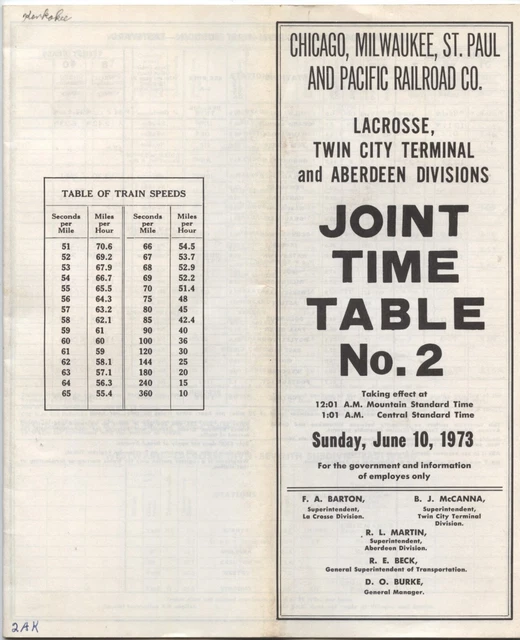 TABLE OF TRAIN SPEEDS
Seconds per Mile Miles per Hour Seconds per Mile Miles per Hour
51 70.6 66 54.5
52 69.2 67 53.7
53 67.9 68 52.9
54 66.7 69 52.2
55 65.5 70 51.4
56 64.3 75 48
57 63.2 80 45
58 62.1 85 42.4
59 61 90 40
60 60 100 36
61 59 120 30
62 58.1 144 25
63 57.1 180 20
64 56.3 240 15
65 55.4 360 10
2AK
CHICAGO, MILWAUKEE, ST. PAUL
AND PACIFIC RAILROAD CO.
LACROSSE,
TWIN CITY TERMINAL
and ABERDEEN DIVISIONS
JOINT
TIME
TABLE
No. 2
Taking effect at
12:01 A.M. Mountain Standard Time
1:01 A.M. Central Standard Time
Sunday, June 10, 1973
For the government and information
of employes only
F. A. BARTON,
Superintendent,
La Crosse Division.
B. J. McCANNA,
Superintendent,
Twin City Terminal
Division.
R. L. MARTIN,
Superintendent,
Aberdeen Division.
R. E. BECK,
General Superintendent of Transportation.
D. O. BURKE,
General Manager.